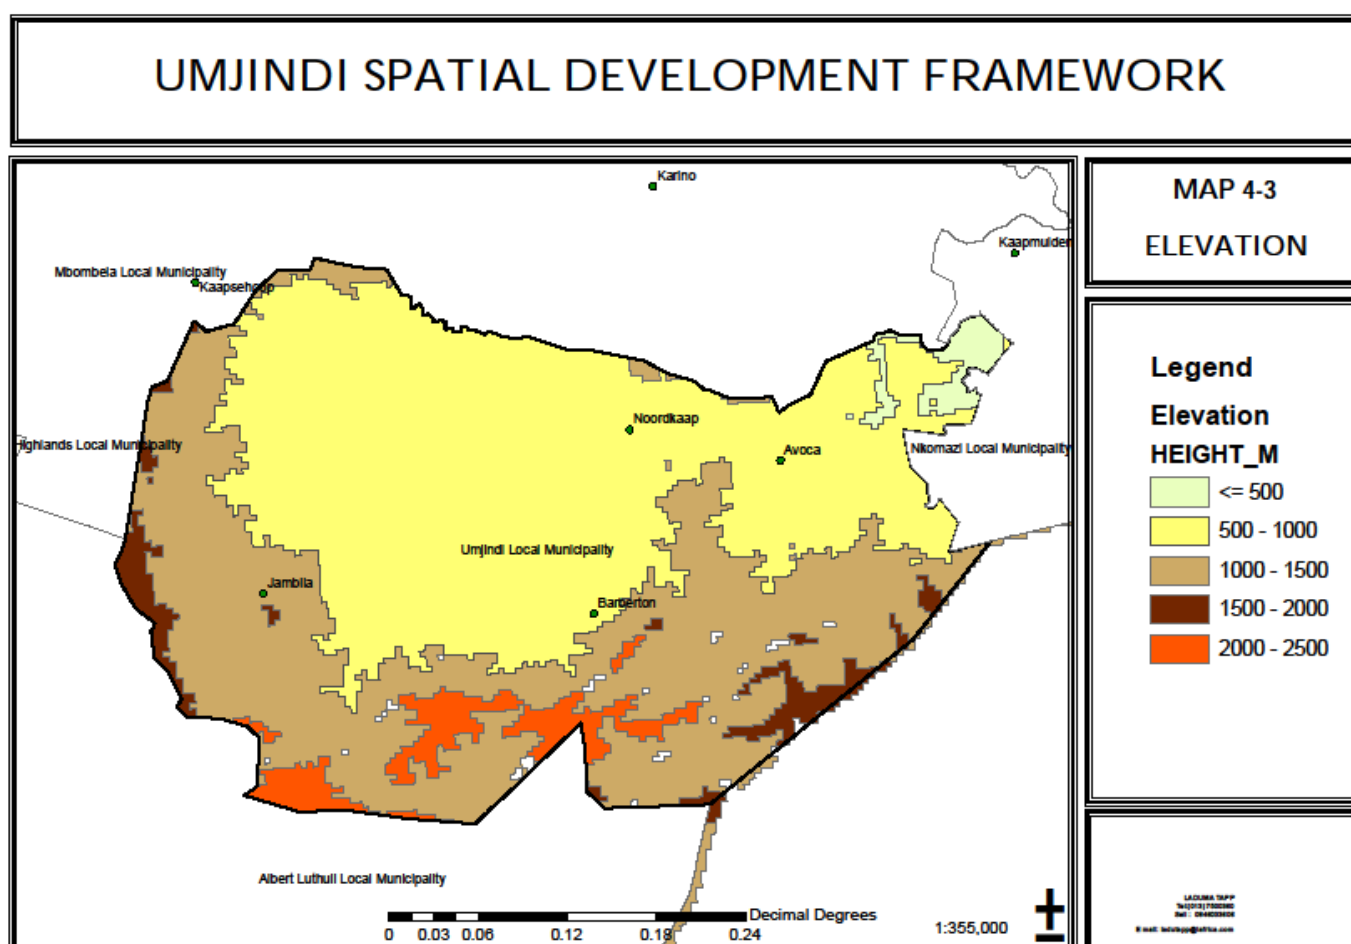 UMJINDI SPATIAL DEVELOPMENT FRAMEWORK
MAP 4-3
ELEVATION
Karino
Kaapmuiden
Mbombela Local Municipality
Kaapsehoop
Noordkaap
Highlands Local Municipality
Avoca
Nkomazi Local Municipality
Umjindi Local Municipality
Jambila
Barberton
Albert Luthuli Local Municipality
Decimal Degrees
0 0.03 0.06 0.12 0.18 0.24
1:355,000
Legend
Elevation
HEIGHT_M
<= 500
500 - 1000
1000 - 1500
1500 - 2000
2000 - 2500
LADUMA TAPP